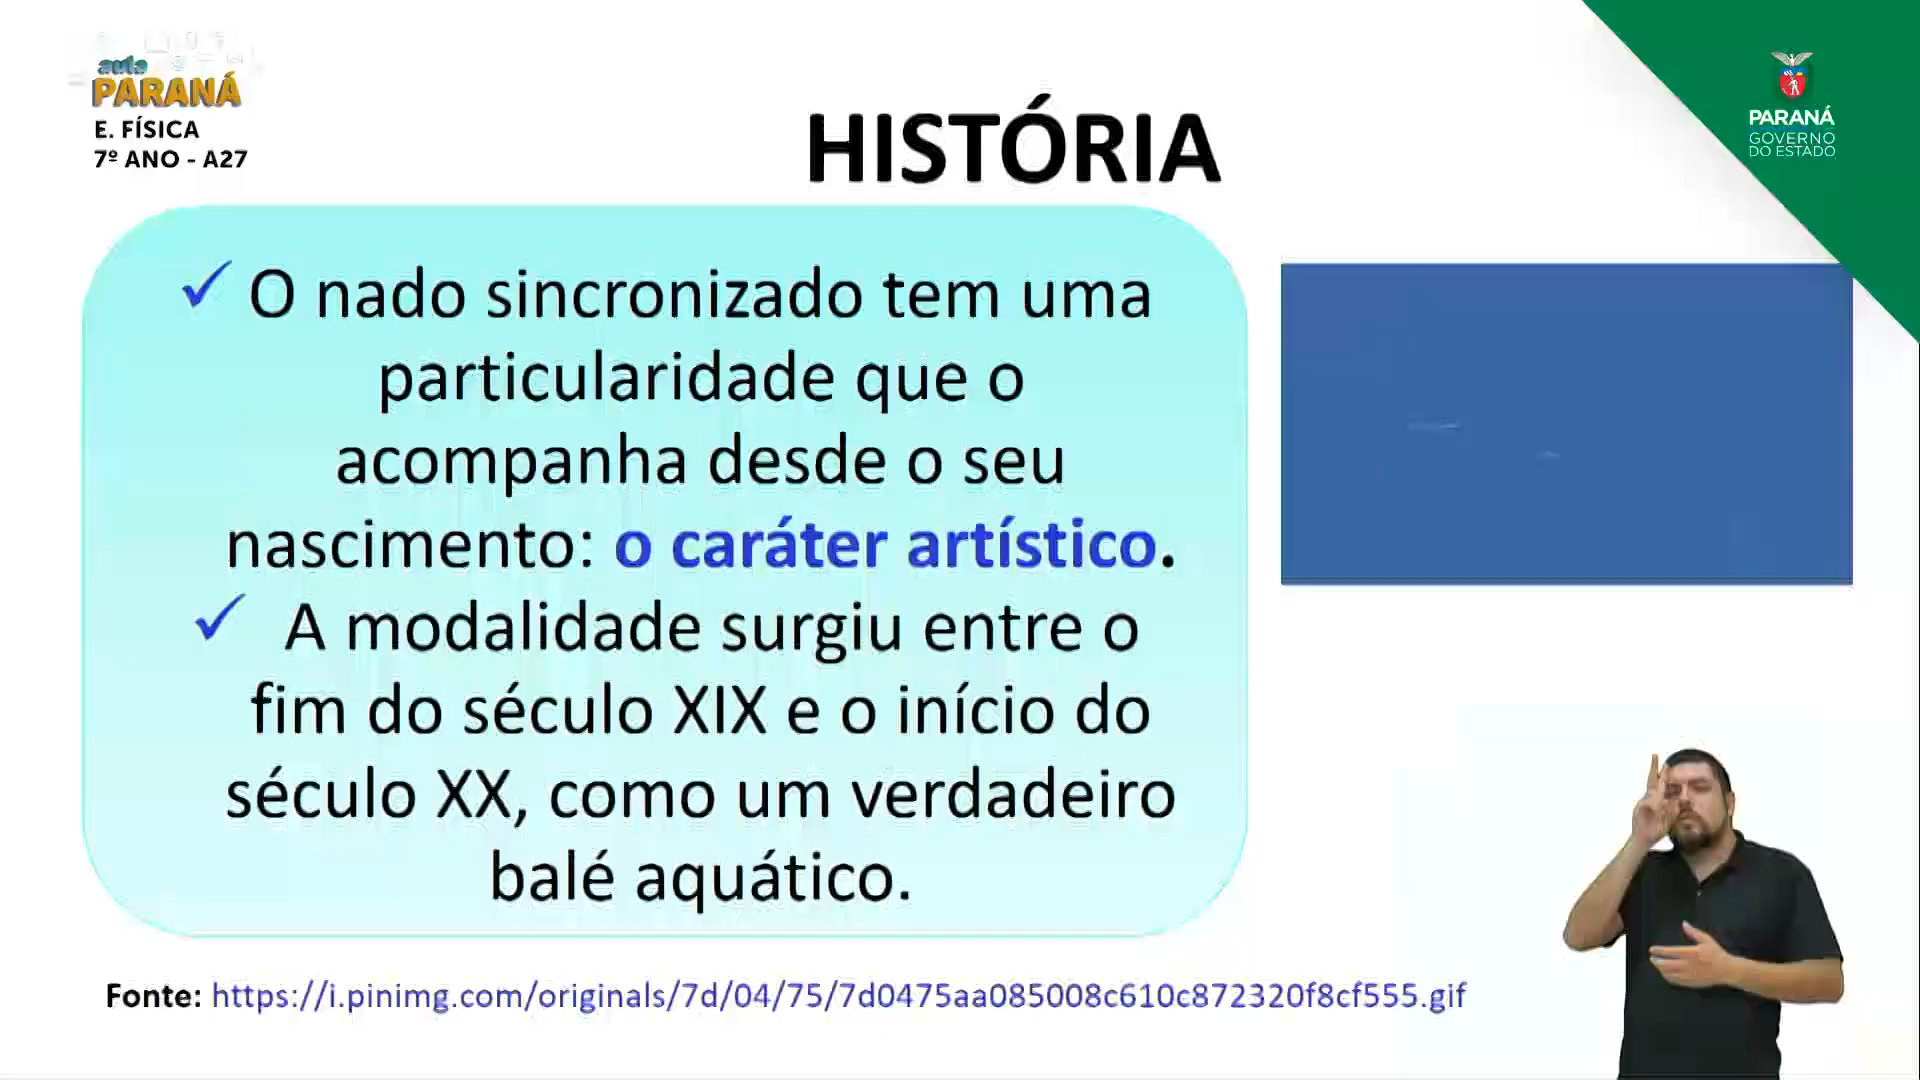 aula
PARANÁ
E. FÍSICA
7º ANO - A27
HISTÓRIA
PARANÁ
GOVERNO
DO ESTADO
✓ O nado sincronizado tem uma
particularidade que o
acompanha desde o seu
nascimento: o caráter artístico.
✓ A modalidade surgiu entre o
fim do século XIX e o início do
século XX, como um verdadeiro
balé aquático.
Fonte: https://i.pinimg.com/originals/7d/04/75/7d0475aa085008c610c872320f8cf555.gif